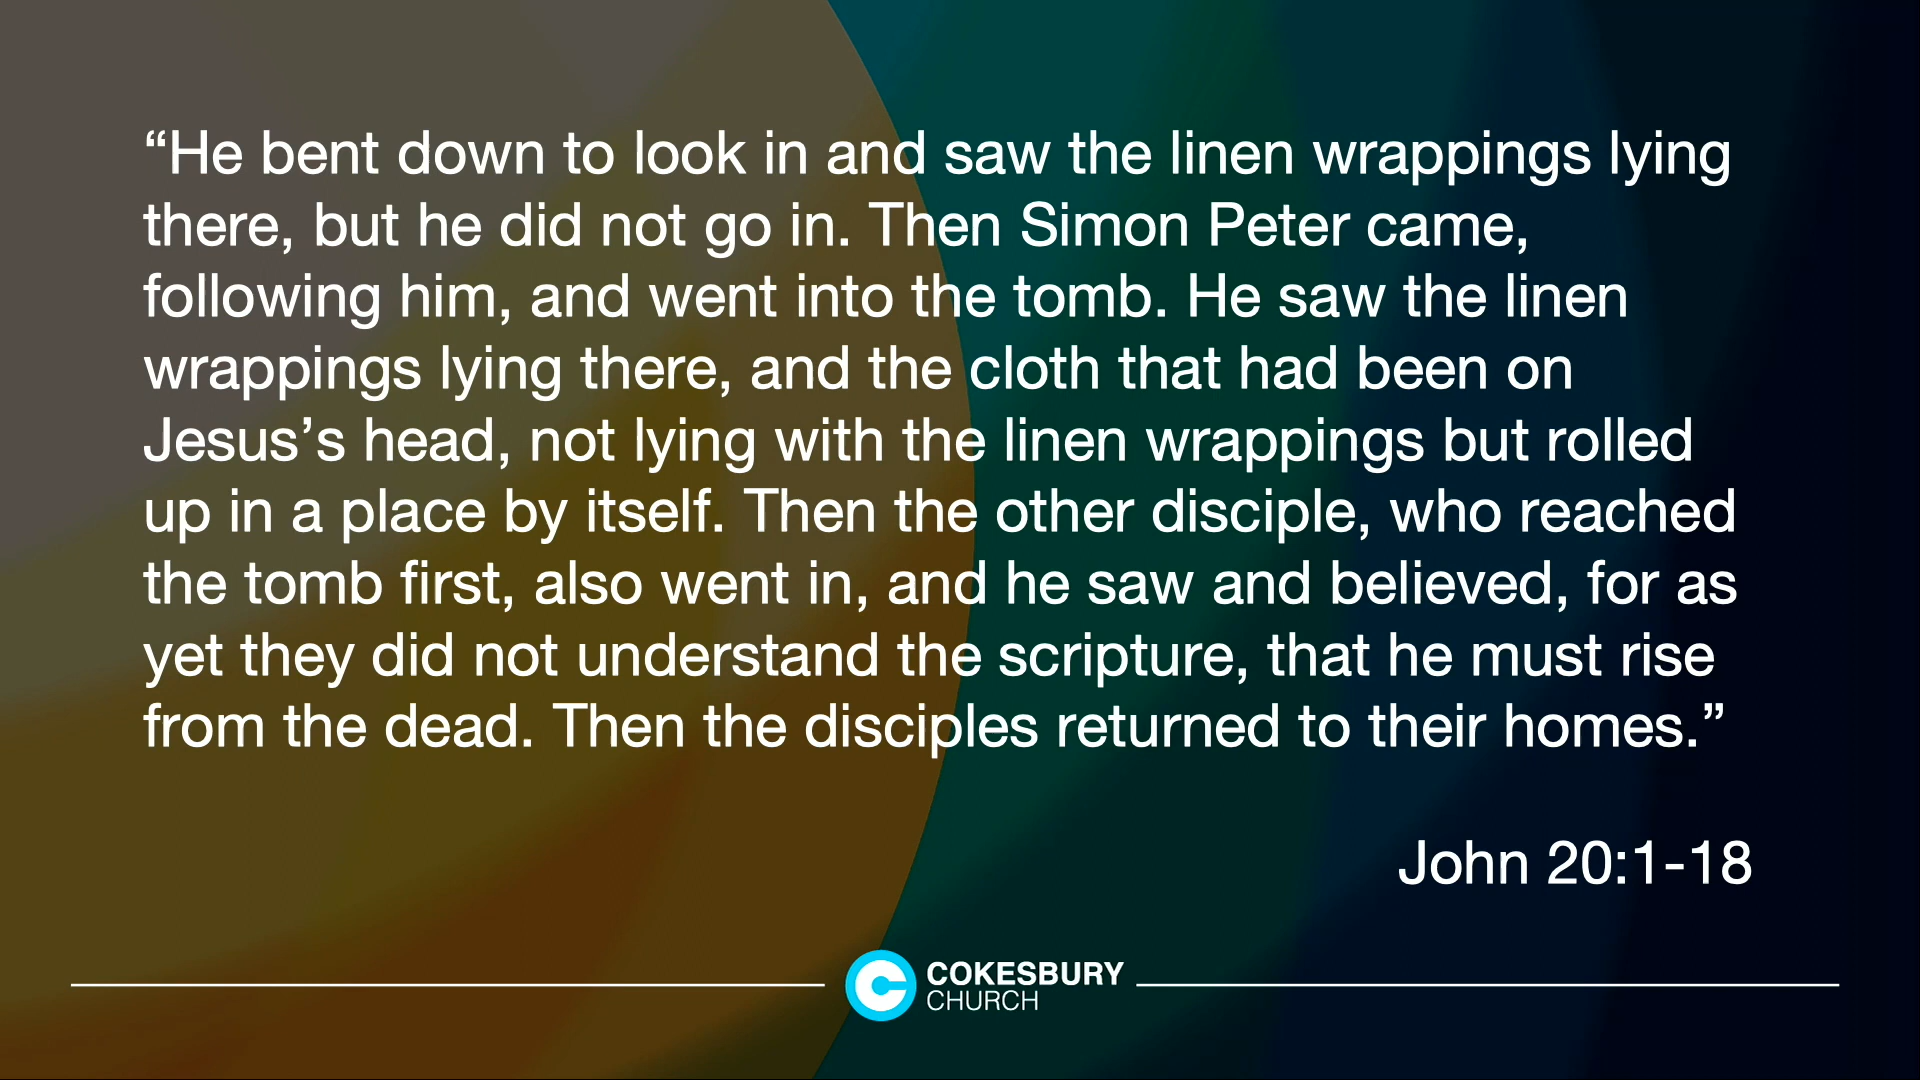 “He bent down to look in and saw the linen wrappings lying
there, but he did not go in. Then Simon Peter came,
following him, and went into the tomb. He saw the linen
wrappings lying there, and the cloth that had been on
Jesus’s head, not lying with the linen wrappings but rolled
up in a place by itself. Then the other disciple, who reached
the tomb first, also went in, and he saw and believed, for as
yet they did not understand the scripture, that he must rise
from the dead. Then the disciples returned to their homes.”
John 20:1-18
COKESBURY
CHURCH